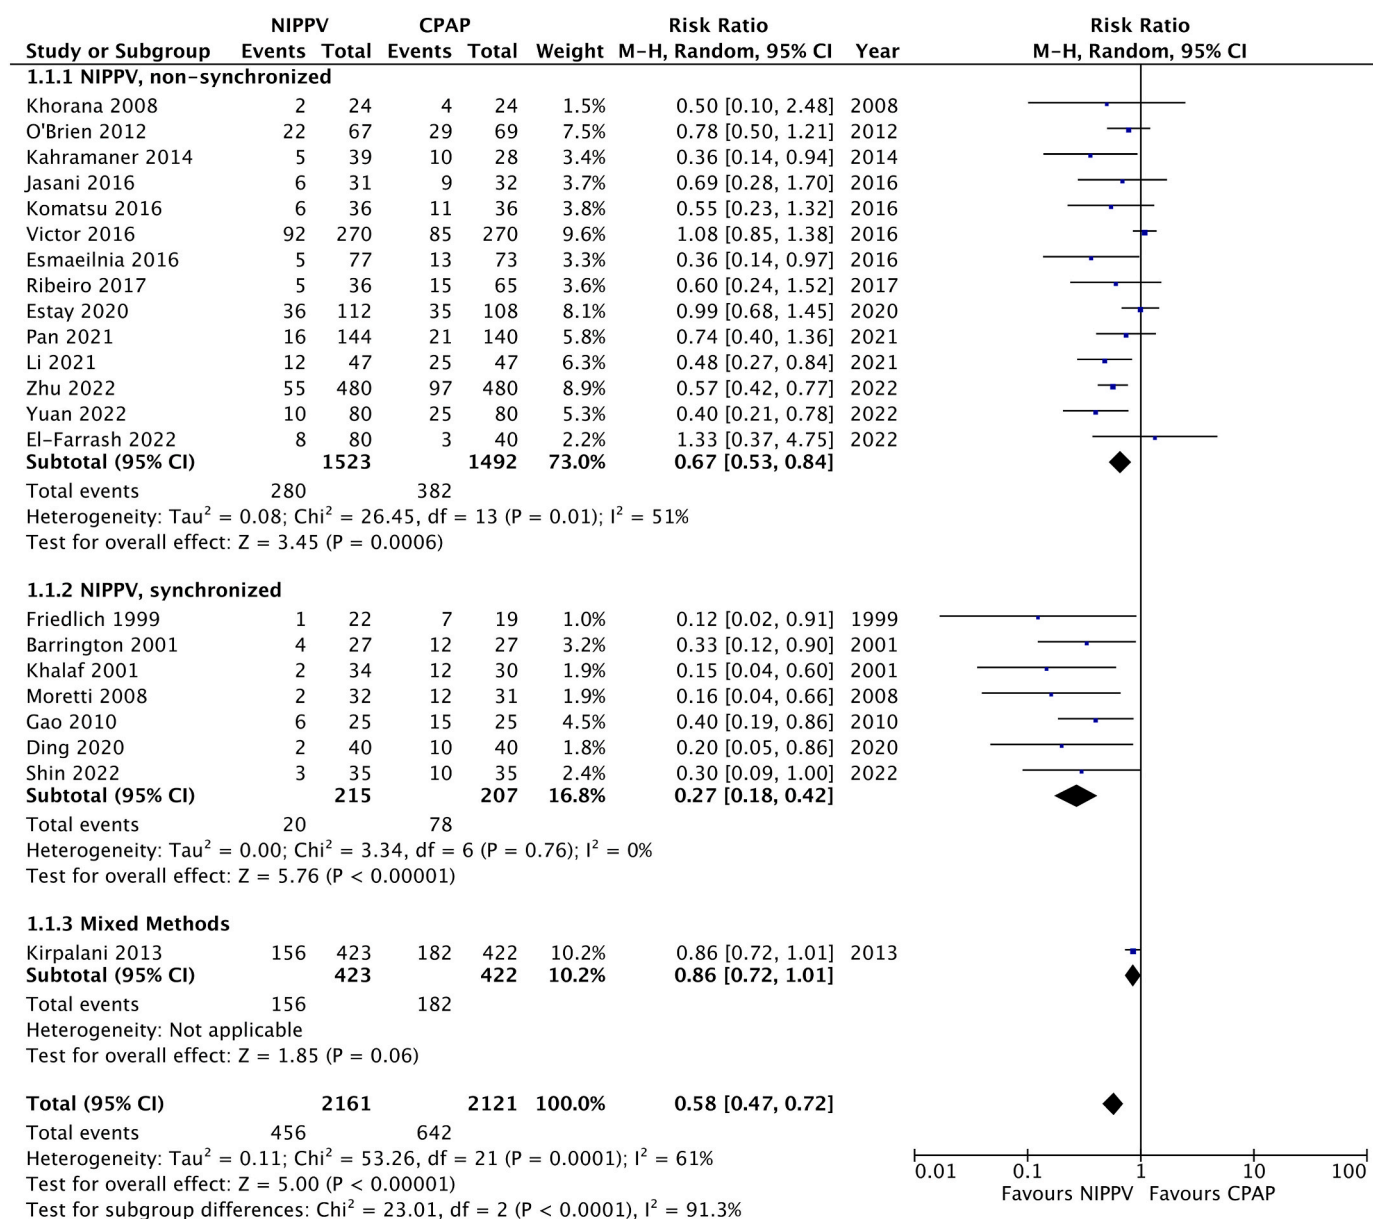 NIPPV CPAP Risk Ratio Risk Ratio
Study or Subgroup Events Total Events Total Weight M-H, Random, 95% CI Year M-H, Random, 95% CI
1.1.1 NIPPV, non-synchronized
Khorana 2008 2 24 4 24 1.5% 0.50 [0.10, 2.48] 2008
O'Brien 2012 22 67 29 69 7.5% 0.78 [0.50, 1.21] 2012
Kahramaner 2014 5 39 10 28 3.4% 0.36 [0.14, 0.94] 2014
Jasani 2016 6 31 9 32 3.7% 0.69 [0.28, 1.70] 2016
Komatsu 2016 6 36 11 36 3.8% 0.55 [0.23, 1.32] 2016
Victor 2016 92 270 85 270 9.6% 1.08 [0.85, 1.38] 2016
Esmaeilnia 2016 5 77 13 73 3.3% 0.36 [0.14, 0.97] 2016
Ribeiro 2017 5 36 15 65 3.6% 0.60 [0.24, 1.52] 2017
Estay 2020 36 112 35 108 8.1% 0.99 [0.68, 1.45] 2020
Pan 2021 16 144 21 140 5.8% 0.74 [0.40, 1.36] 2021
Li 2021 12 47 25 47 6.3% 0.48 [0.27, 0.84] 2021
Zhu 2022 55 480 97 480 8.9% 0.57 [0.42, 0.77] 2022
Yuan 2022 10 80 25 80 5.3% 0.40 [0.21, 0.78] 2022
El-Farrash 2022 8 80 3 40 2.2% 1.33 [0.37, 4.75] 2022
Subtotal (95% CI) 1523 1492 73.0% 0.67 [0.53, 0.84]
Total events 280 382
Heterogeneity: Tau² = 0.08; Chi² = 26.45, df = 13 (P = 0.01); I² = 51%
Test for overall effect: Z = 3.45 (P = 0.0006)
1.1.2 NIPPV, synchronized
Friedlich 1999 1 22 7 19 1.0% 0.12 [0.02, 0.91] 1999
Barrington 2001 4 27 12 27 3.2% 0.33 [0.12, 0.90] 2001
Khalaf 2001 2 34 12 30 1.9% 0.15 [0.04, 0.60] 2001
Moretti 2008 2 32 12 31 1.9% 0.16 [0.04, 0.66] 2008
Gao 2010 6 25 15 25 4.5% 0.40 [0.19, 0.86] 2010
Ding 2020 2 40 10 40 1.8% 0.20 [0.05, 0.86] 2020
Shin 2022 3 35 10 35 2.4% 0.30 [0.09, 1.00] 2022
Subtotal (95% CI) 215 207 16.8% 0.27 [0.18, 0.42]
Total events 20 78
Heterogeneity: Tau² = 0.00; Chi² = 3.34, df = 6 (P = 0.76); I² = 0%
Test for overall effect: Z = 5.76 (P < 0.00001)
1.1.3 Mixed Methods
Kirpalani 2013 156 423 182 422 10.2% 0.86 [0.72, 1.01] 2013
Subtotal (95% CI) 423 422 10.2% 0.86 [0.72, 1.01]
Total events 156 182
Heterogeneity: Not applicable
Test for overall effect: Z = 1.85 (P = 0.06)
Total (95% CI) 2161 2121 100.0% 0.58 [0.47, 0.72]
Total events 456 642
Heterogeneity: Tau² = 0.11; Chi² = 53.26, df = 21 (P = 0.0001); I² = 61%
Test for overall effect: Z = 5.00 (P < 0.00001)
Test for subgroup differences: Chi² = 23.01, df = 2 (P < 0.0001), I² = 91.3%
0.01 0.1 1 10 100
Favours NIPPV Favours CPAP